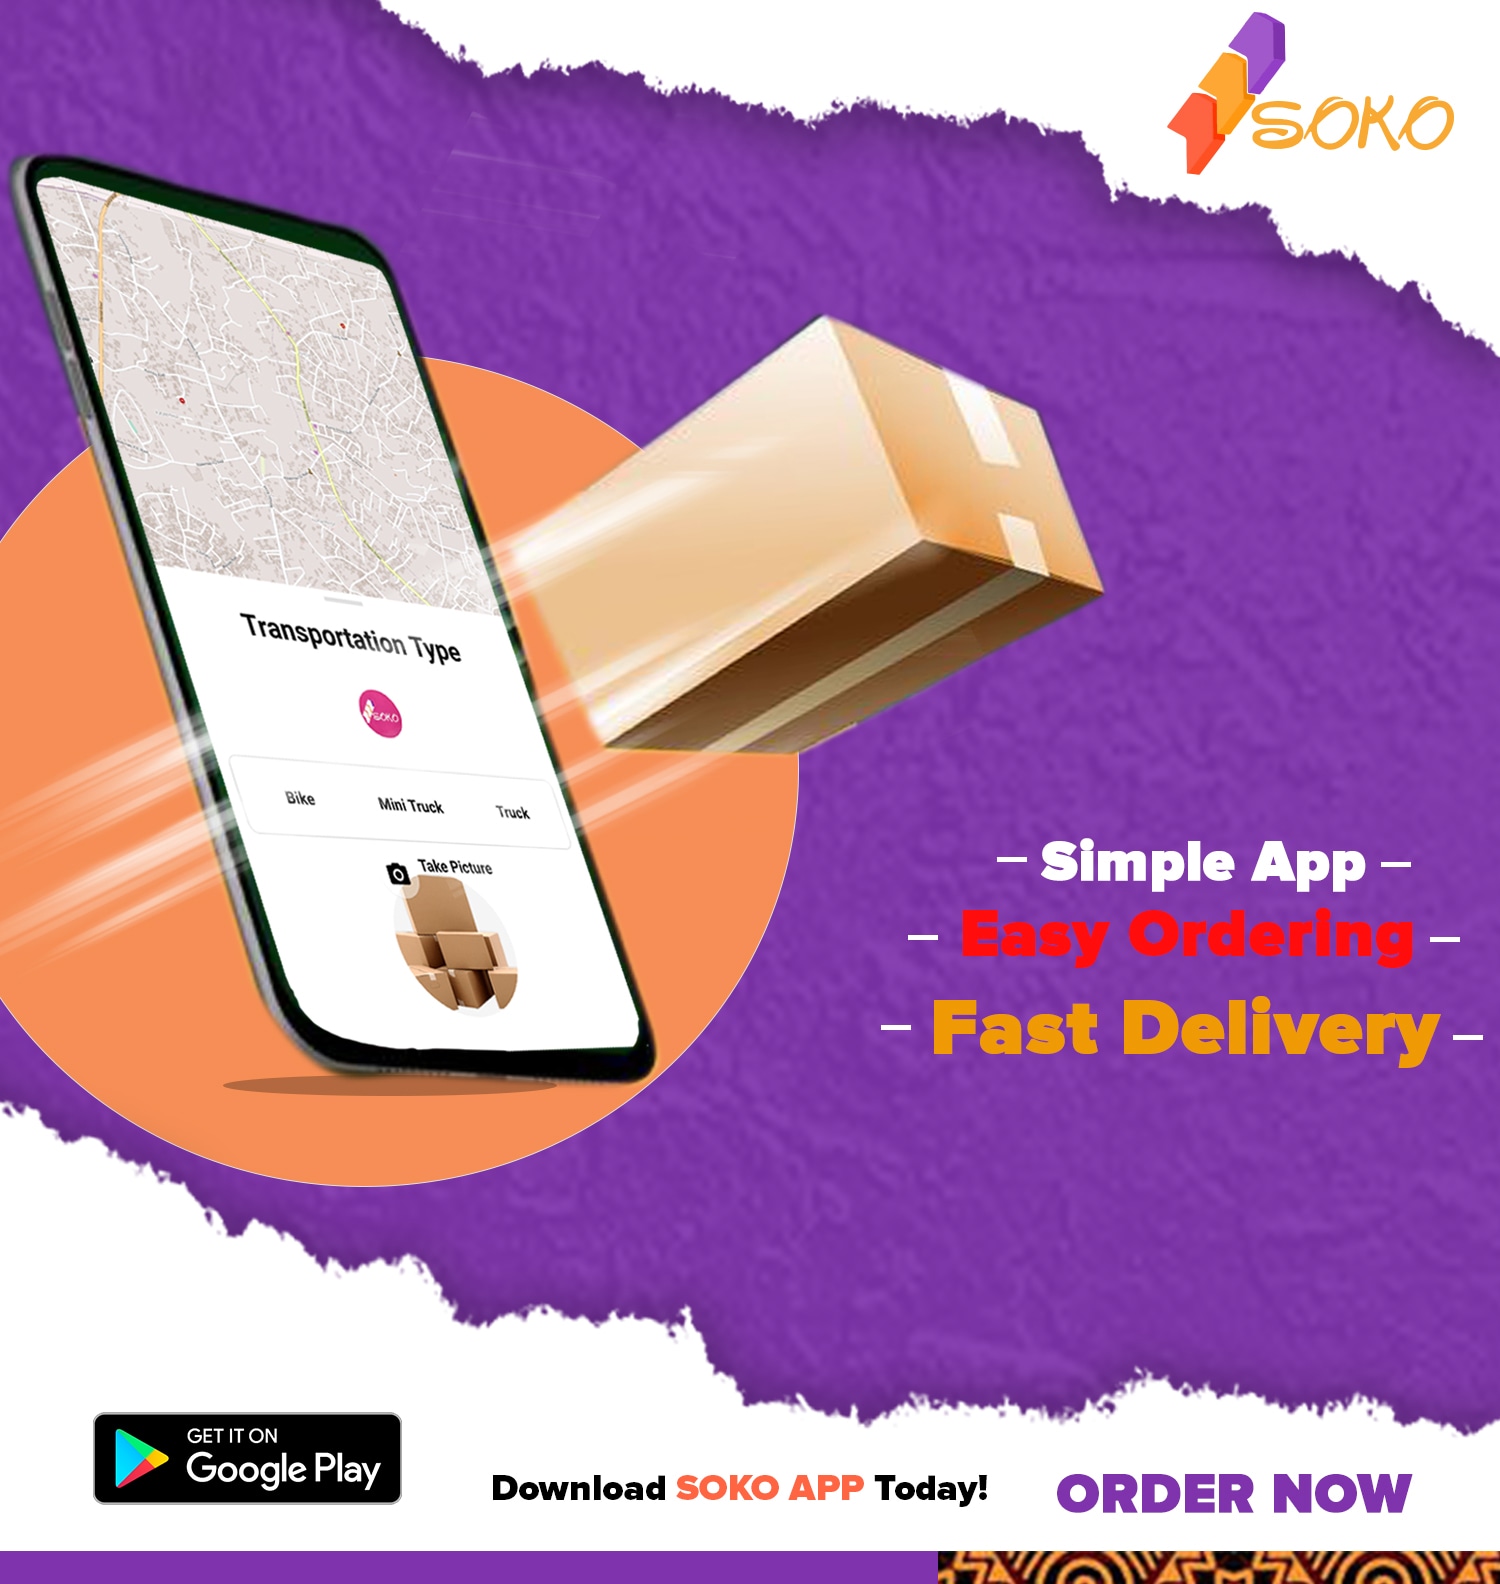 SOKO
Transportation Type
SOKO
Bike Mini Truck Truck
Take Picture
– Simple App –
– Easy Ordering –
– Fast Delivery –
GET IT ON
Google Play
Download SOKO APP Today!
ORDER NOW